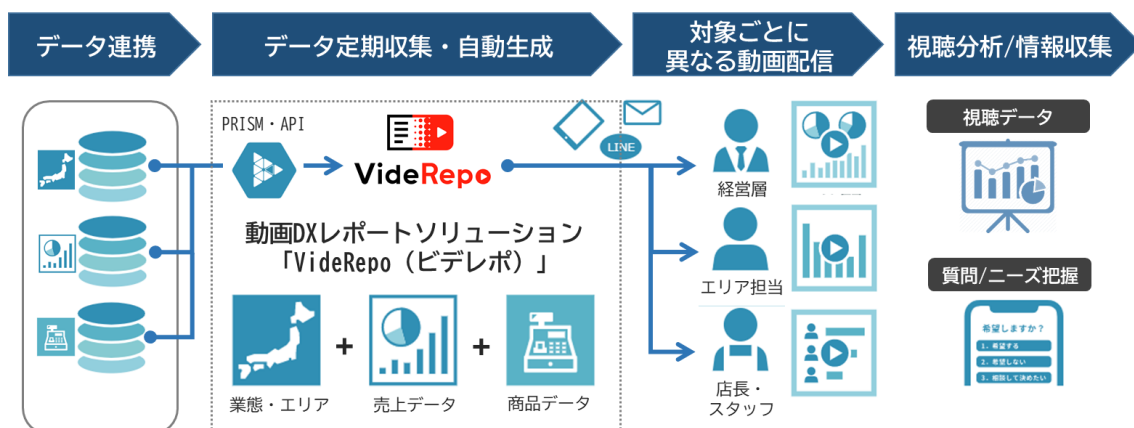 データ連携
データ定期収集・自動生成
対象ごとに
異なる動画配信
視聴分析/情報収集
PRISM・API
VideRepo
LINE
動画DXレポートソリューション
「VideRepo（ビデレポ）」
業態・エリア
+
売上データ
+
商品データ
経営層
エリア担当
店長・
スタッフ
視聴データ
質問/ニーズ把握
希望しますか？
1、希望する
2、希望しない
3、相談して決めたい